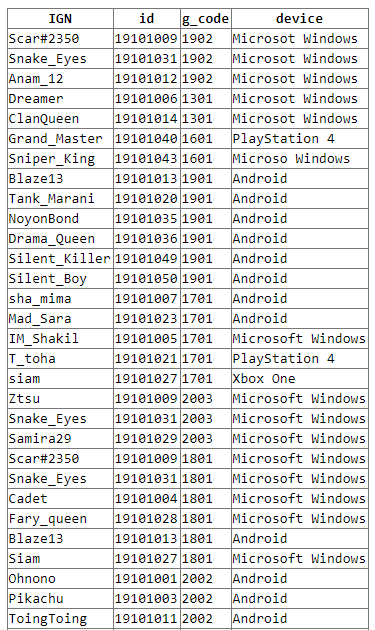 IGN id g_code device
Scar#2350 19101009 1902 Microsot Windows
Snake_Eyes 19101031 1902 Microsot Windows
Anam_12 19101012 1902 Microsot Windows
Dreamer 19101006 1301 Microsot Windows
ClanQueen 19101014 1301 Microsot Windows
Grand_Master 19101040 1601 PlayStation 4
Sniper_King 19101043 1601 Microso Windows
Blaze13 19101013 1901 Android
Tank_Marani 19101020 1901 Android
NoyonBond 19101035 1901 Android
Drama_Queen 19101036 1901 Android
Silent_Killer 19101049 1901 Android
Silent_Boy 19101050 1901 Android
sha_mima 19101007 1701 Android
Mad_Sara 19101023 1701 Android
IM_Shakil 19101005 1701 Microsoft Windows
T_toha 19101021 1701 PlayStation 4
siam 19101027 1701 Xbox One
Ztsu 19101009 2003 Microsoft Windows
Snake_Eyes 19101031 2003 Microsoft Windows
Samira29 19101029 2003 Microsoft Windows
Scar#2350 19101009 1801 Microsoft Windows
Snake_Eyes 19101031 1801 Microsoft Windows
Cadet 19101004 1801 Microsoft Windows
Fary_queen 19101028 1801 Microsoft Windows
Blaze13 19101013 1801 Android
Siam 19101027 1801 Microsoft Windows
Ohnono 19101001 2002 Android
Pikachu 19101003 2002 Android
ToingToing 19101011 2002 Android